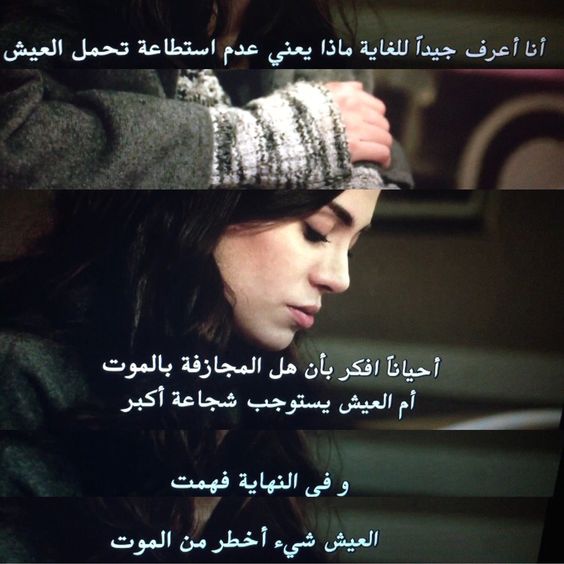 أنا أعرف جيداً للغاية ماذا يعني عدم استطاعة تحمل العيش
أحياناً افكر بأن هل المجازفة بالموت
أم العيش يستوجب شجاعة أكبر
و في النهاية فهمت
العيش شيء أخطر من الموت